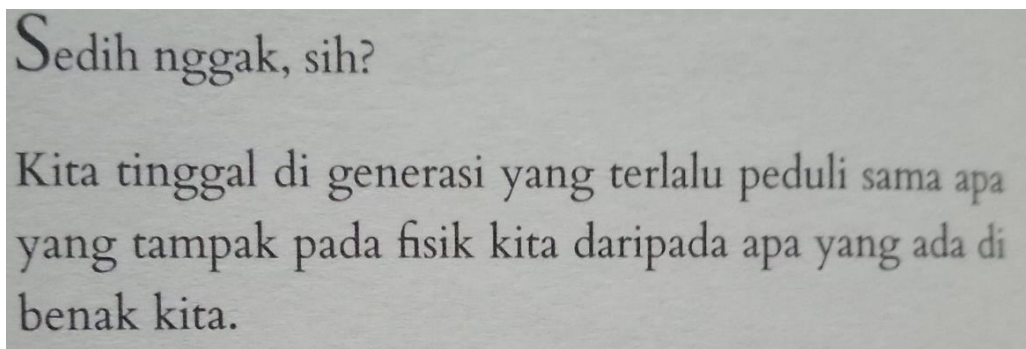 Sedih nggak, sih?
Kita tinggal di generasi yang terlalu peduli sama apa
yang tampak pada fisik kita daripada apa yang ada di
benak kita.